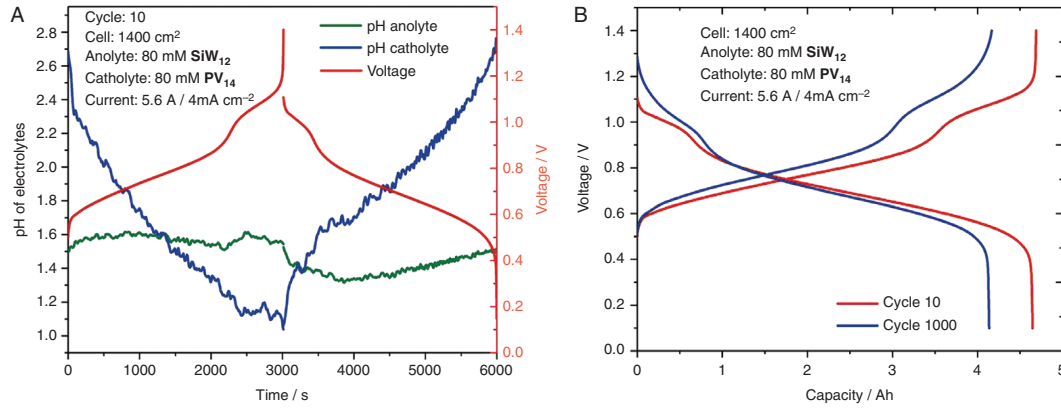 A
Cycle: 10
Cell: 1400 cm²
Anolyte: 80 mM SiW₁₂
Catholyte: 80 mM PV₁₄
Current: 5.6 A / 4mA cm⁻²
pH anolyte
pH catholyte
Voltage
pH of electrolytes
2.8
2.6
2.4
2.2
2.0
1.8
1.6
1.4
1.2
1.0
0 1000 2000 3000 4000 5000 6000
Time / s
1.4
1.2
1.0
0.8
0.7
0.5
0.4
0.2
0.0
Voltage / V
B
Cell: 1400 cm²
Anolyte: 80 mM SiW₁₂
Catholyte: 80 mM PV₁₄
Current: 5.6 A / 4mA cm⁻²
Voltage / V
1.4
1.2
1.0
0.8
0.6
0.4
0.2
0.0
Cycle 10
Cycle 1000
0 1 2 3 4 5
Capacity / Ah